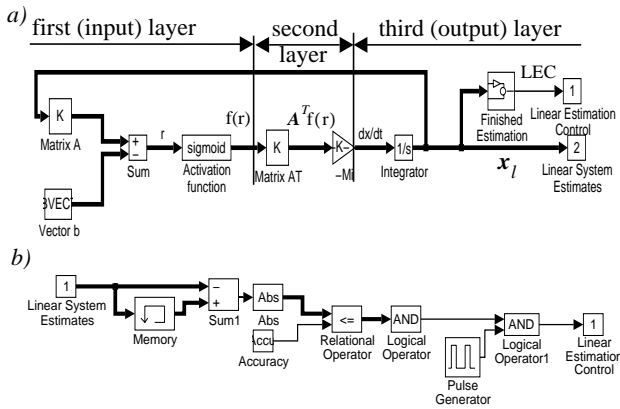 a)
first (input) layer
second
layer
third (output) layer
K
Matrix A
BVEC
Vector b
+
−
Sum
r
sigmoid
Activation
function
f(r)
K
Matrix AT
A^T f(r)
K−
−Mi
dx/dt
1/s
Integrator
x_l
Finished
Estimation
LEC
1
Linear Estimation
Control
2
Linear System
Estimates
b)
1
Linear System
Estimates
Memory
−
+
Sum1
Abs
Abs
Accu
Accuracy
<=
Relational
Operator
AND
Logical
Operator
Pulse
Generator
AND
Logical
Operator1
1
Linear
Estimation
Control